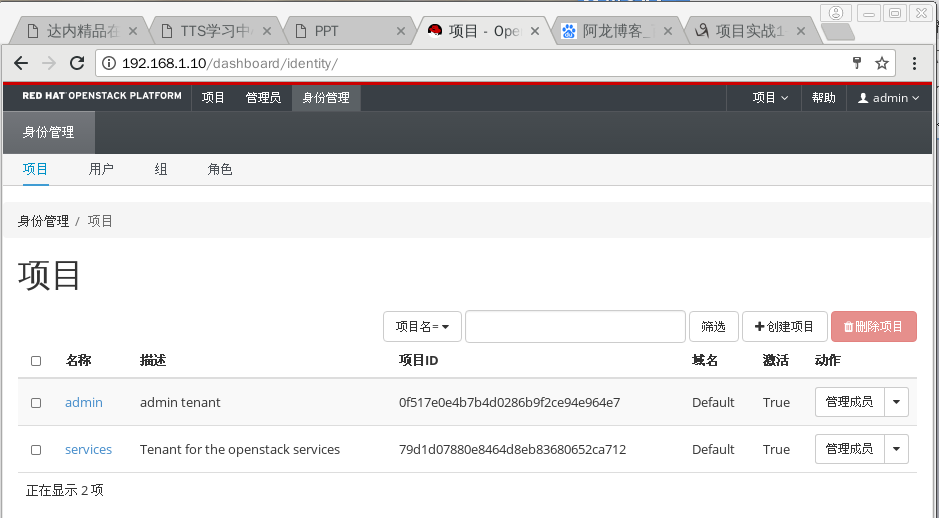 达内精品在
TTS学习中
PPT
项目 - Ope
阿龙博客_
项目实战1
192.168.1.10/dashboard/identity/
RED HAT OPENSTACK PLATFORM 项目 管理员 身份管理 项目 帮助 admin
身份管理
项目 用户 组 角色
身份管理 / 项目
项目
项目名= 筛选 创建项目 删除项目
名称 描述 项目ID 域名 激活 动作
admin admin tenant 0f517e0e4b7b4d0286b9f2ce94e964e7 Default True 管理成员
services Tenant for the openstack services 79d1d07880e8464d8eb83680652ca712 Default True 管理成员
正在显示 2 项